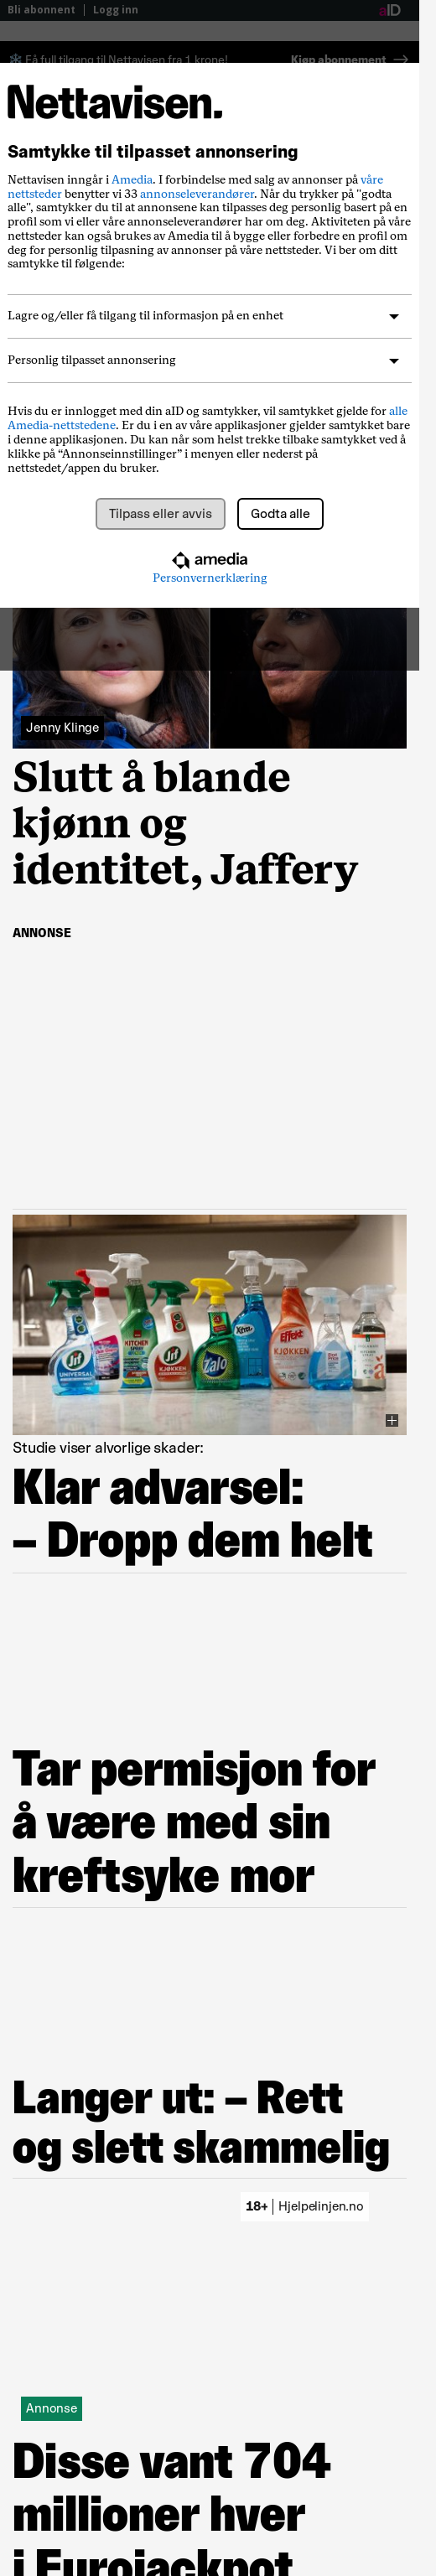 Bli abonnent | Logg inn
aID
Få full tilgang til Nettavisen fra 1 krone!
Kjøp abonnement
Nettavisen.
Samtykke til tilpasset annonsering
Nettavisen inngår i Amedia. I forbindelse med salg av annonser på våre
nettsteder benytter vi 33 annonseleverandører. Når du trykker på "godta
alle", samtykker du til at annonsene kan tilpasses deg personlig basert på en
profil som vi eller våre annonseleverandører har om deg. Aktiviteten på våre
nettsteder kan også brukes av Amedia til å bygge eller forbedre en profil om
deg for personlig tilpasning av annonser på våre nettsteder. Vi ber om ditt
samtykke til følgende:
Lagre og/eller få tilgang til informasjon på en enhet
Personlig tilpasset annonsering
Hvis du er innlogget med din aID og samtykker, vil samtykket gjelde for alle
Amedia-nettstedene. Er du i en av våre applikasjoner gjelder samtykket bare
i denne applikasjonen. Du kan når som helst trekke tilbake samtykket ved å
klikke på “Annonseinnstillinger” i menyen eller nederst på
nettstedet/appen du bruker.
Tilpass eller avvis
Godta alle
amedia
Personvernerklæring
Jenny Klinge
Slutt å blande
kjønn og
identitet, Jaffery
ANNONSE
Jif
UNIVERSAL
KITCHEN
Jif
KJØKKEN
Zalo
hth
Effekt
KJØKKEN
Studie viser alvorlige skader:
Klar advarsel:
– Dropp dem helt
Tar permisjon for
å være med sin
kreftsyke mor
Langer ut: – Rett
og slett skammelig
18+ | Hjelpelinjen.no
Annonse
Disse vant 704
millioner hver
i Eurojackpot